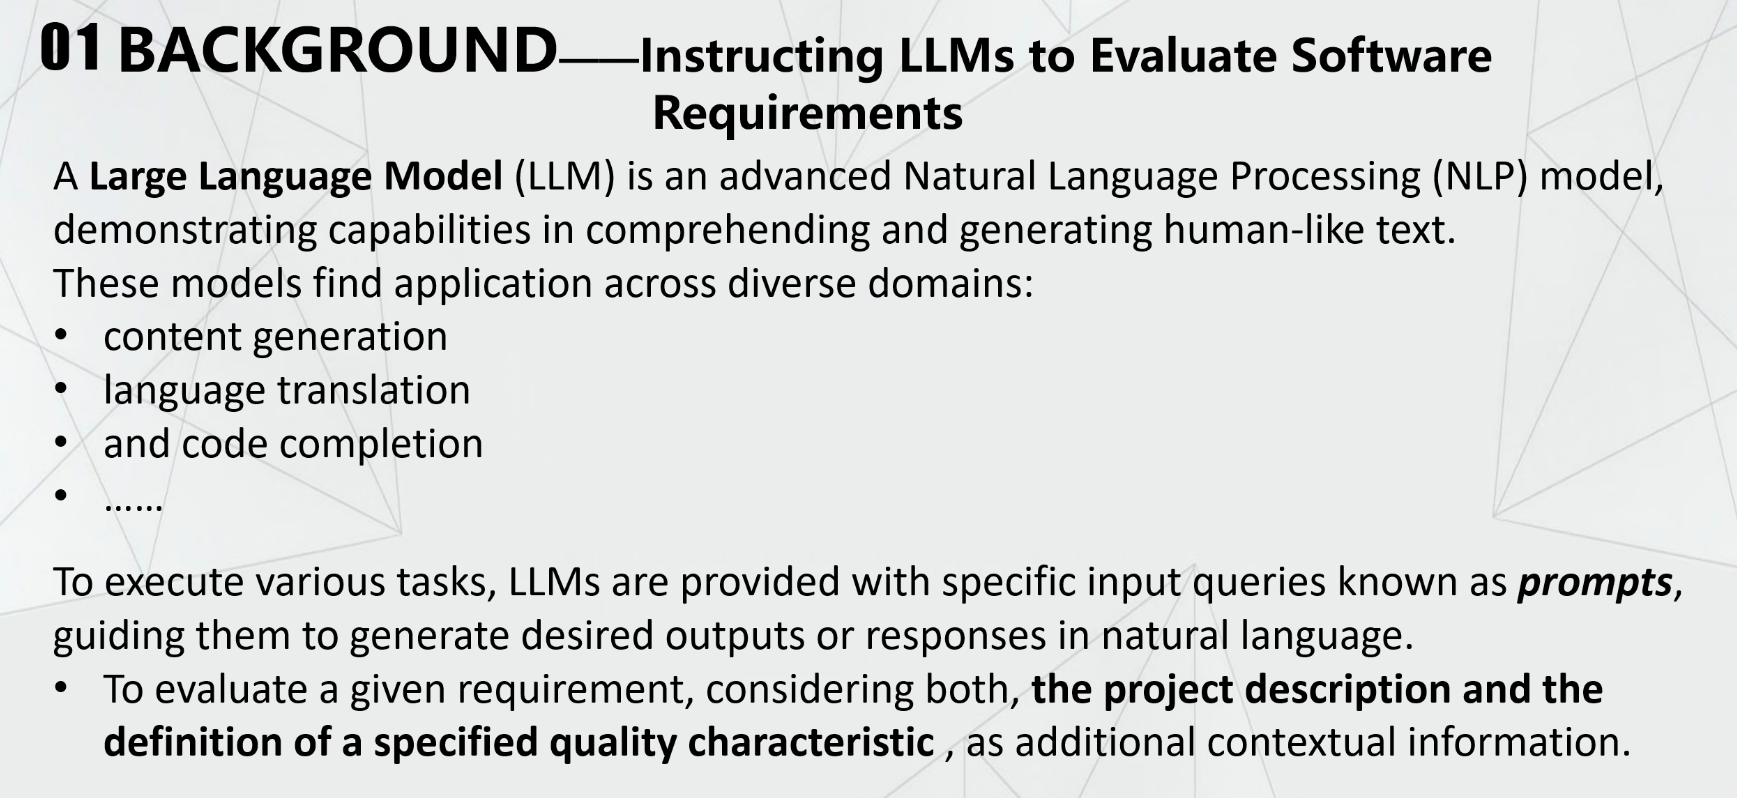 01 BACKGROUND——Instructing LLMs to Evaluate Software
Requirements
A Large Language Model (LLM) is an advanced Natural Language Processing (NLP) model,
demonstrating capabilities in comprehending and generating human-like text.
These models find application across diverse domains:
• content generation
• language translation
• and code completion
• ......
To execute various tasks, LLMs are provided with specific input queries known as prompts,
guiding them to generate desired outputs or responses in natural language.
• To evaluate a given requirement, considering both, the project description and the
definition of a specified quality characteristic , as additional contextual information.